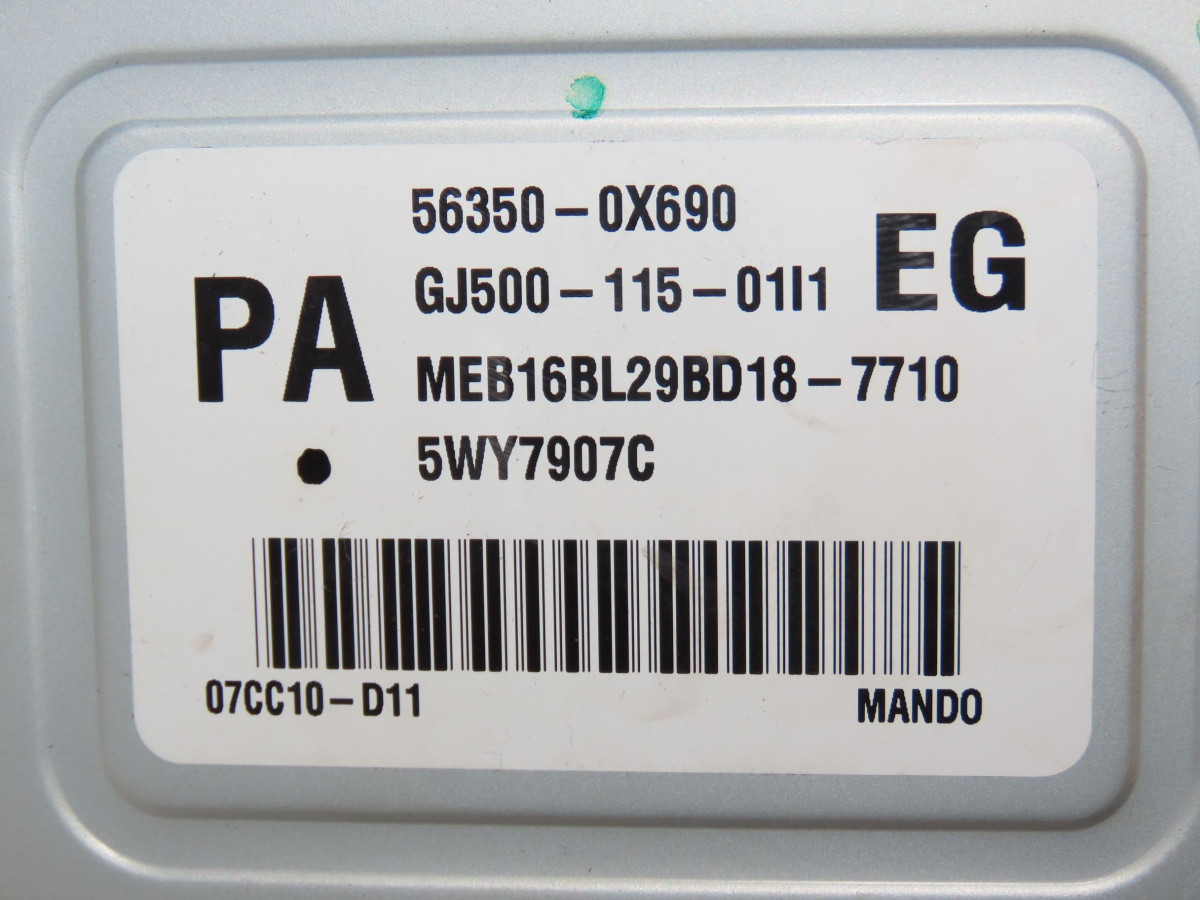 56350-0X690
GJ500-115-01I1
EG
PA
MEB16BL29BD18-7710
5WY7907C
07CC10-D11
MANDO